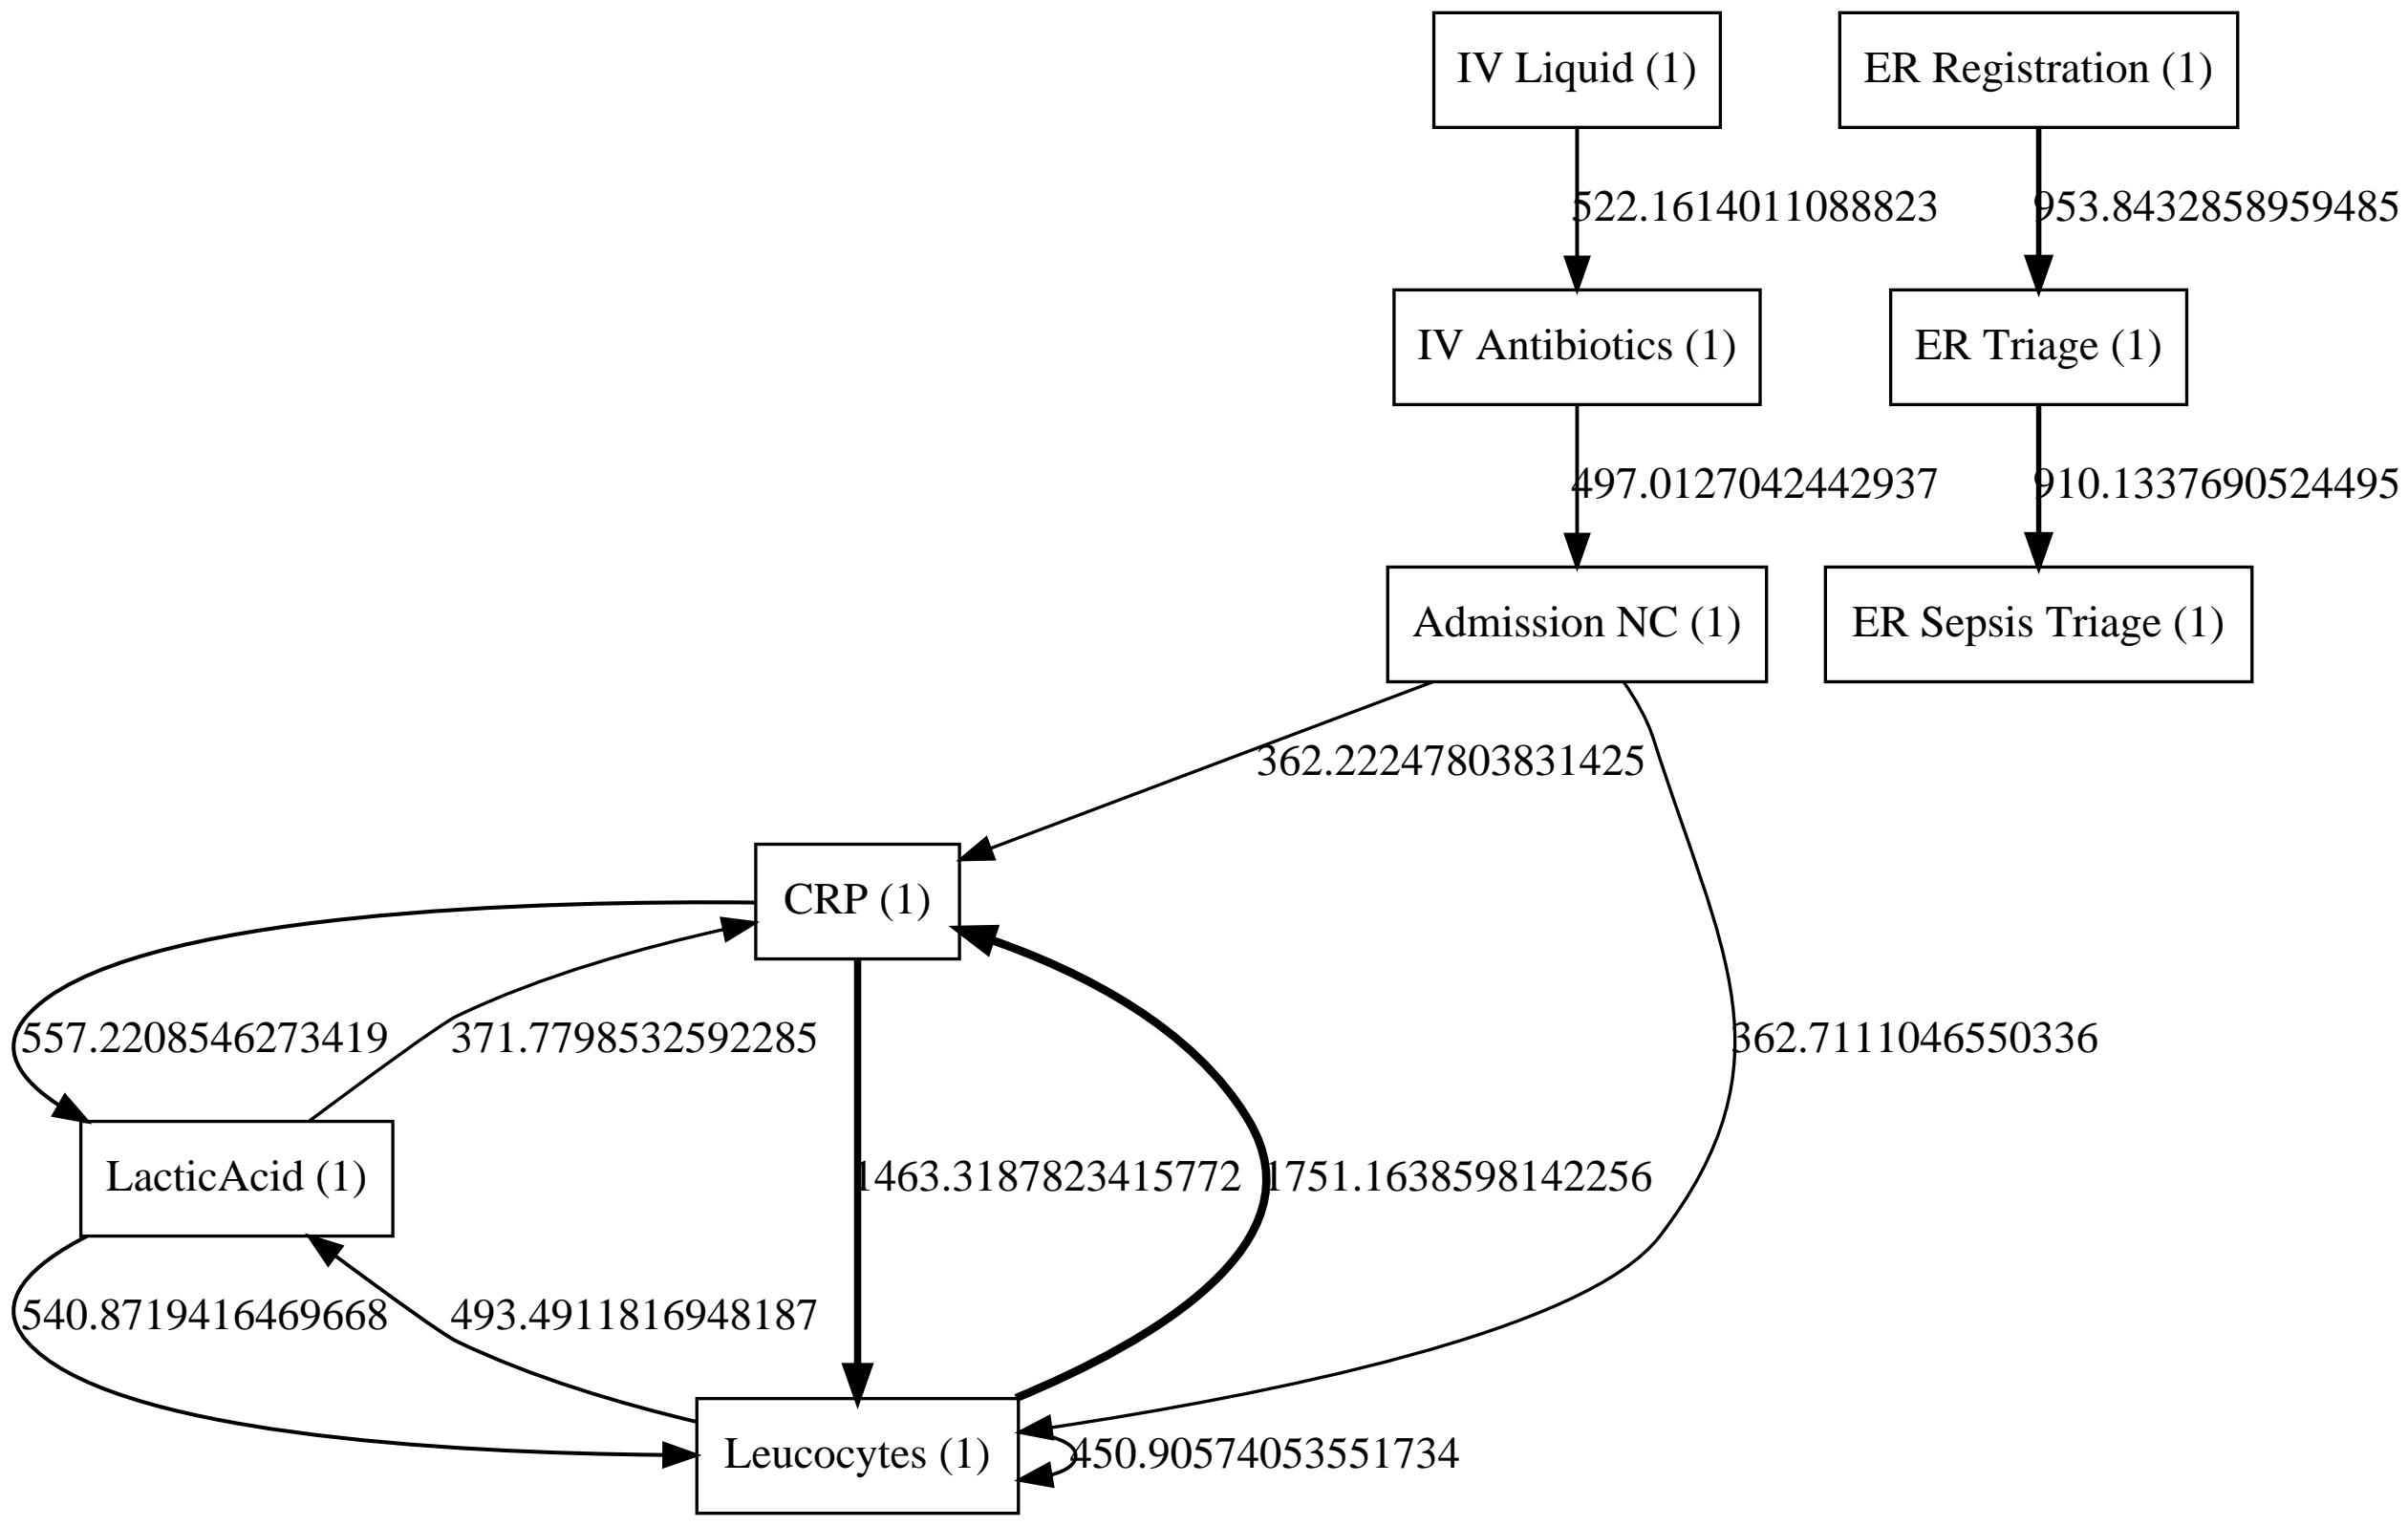 IV Liquid (1)
ER Registration (1)
522.1614011088823
953.8432858959485
IV Antibiotics (1)
ER Triage (1)
497.0127042442937
910.1337690524495
Admission NC (1)
ER Sepsis Triage (1)
362.22247803831425
CRP (1)
557.2208546273419
371.7798532592285
362.7111046550336
LacticAcid (1)
1463.3187823415772
1751.1638598142256
540.8719416469668
493.4911816948187
Leucocytes (1)
450.90574053551734